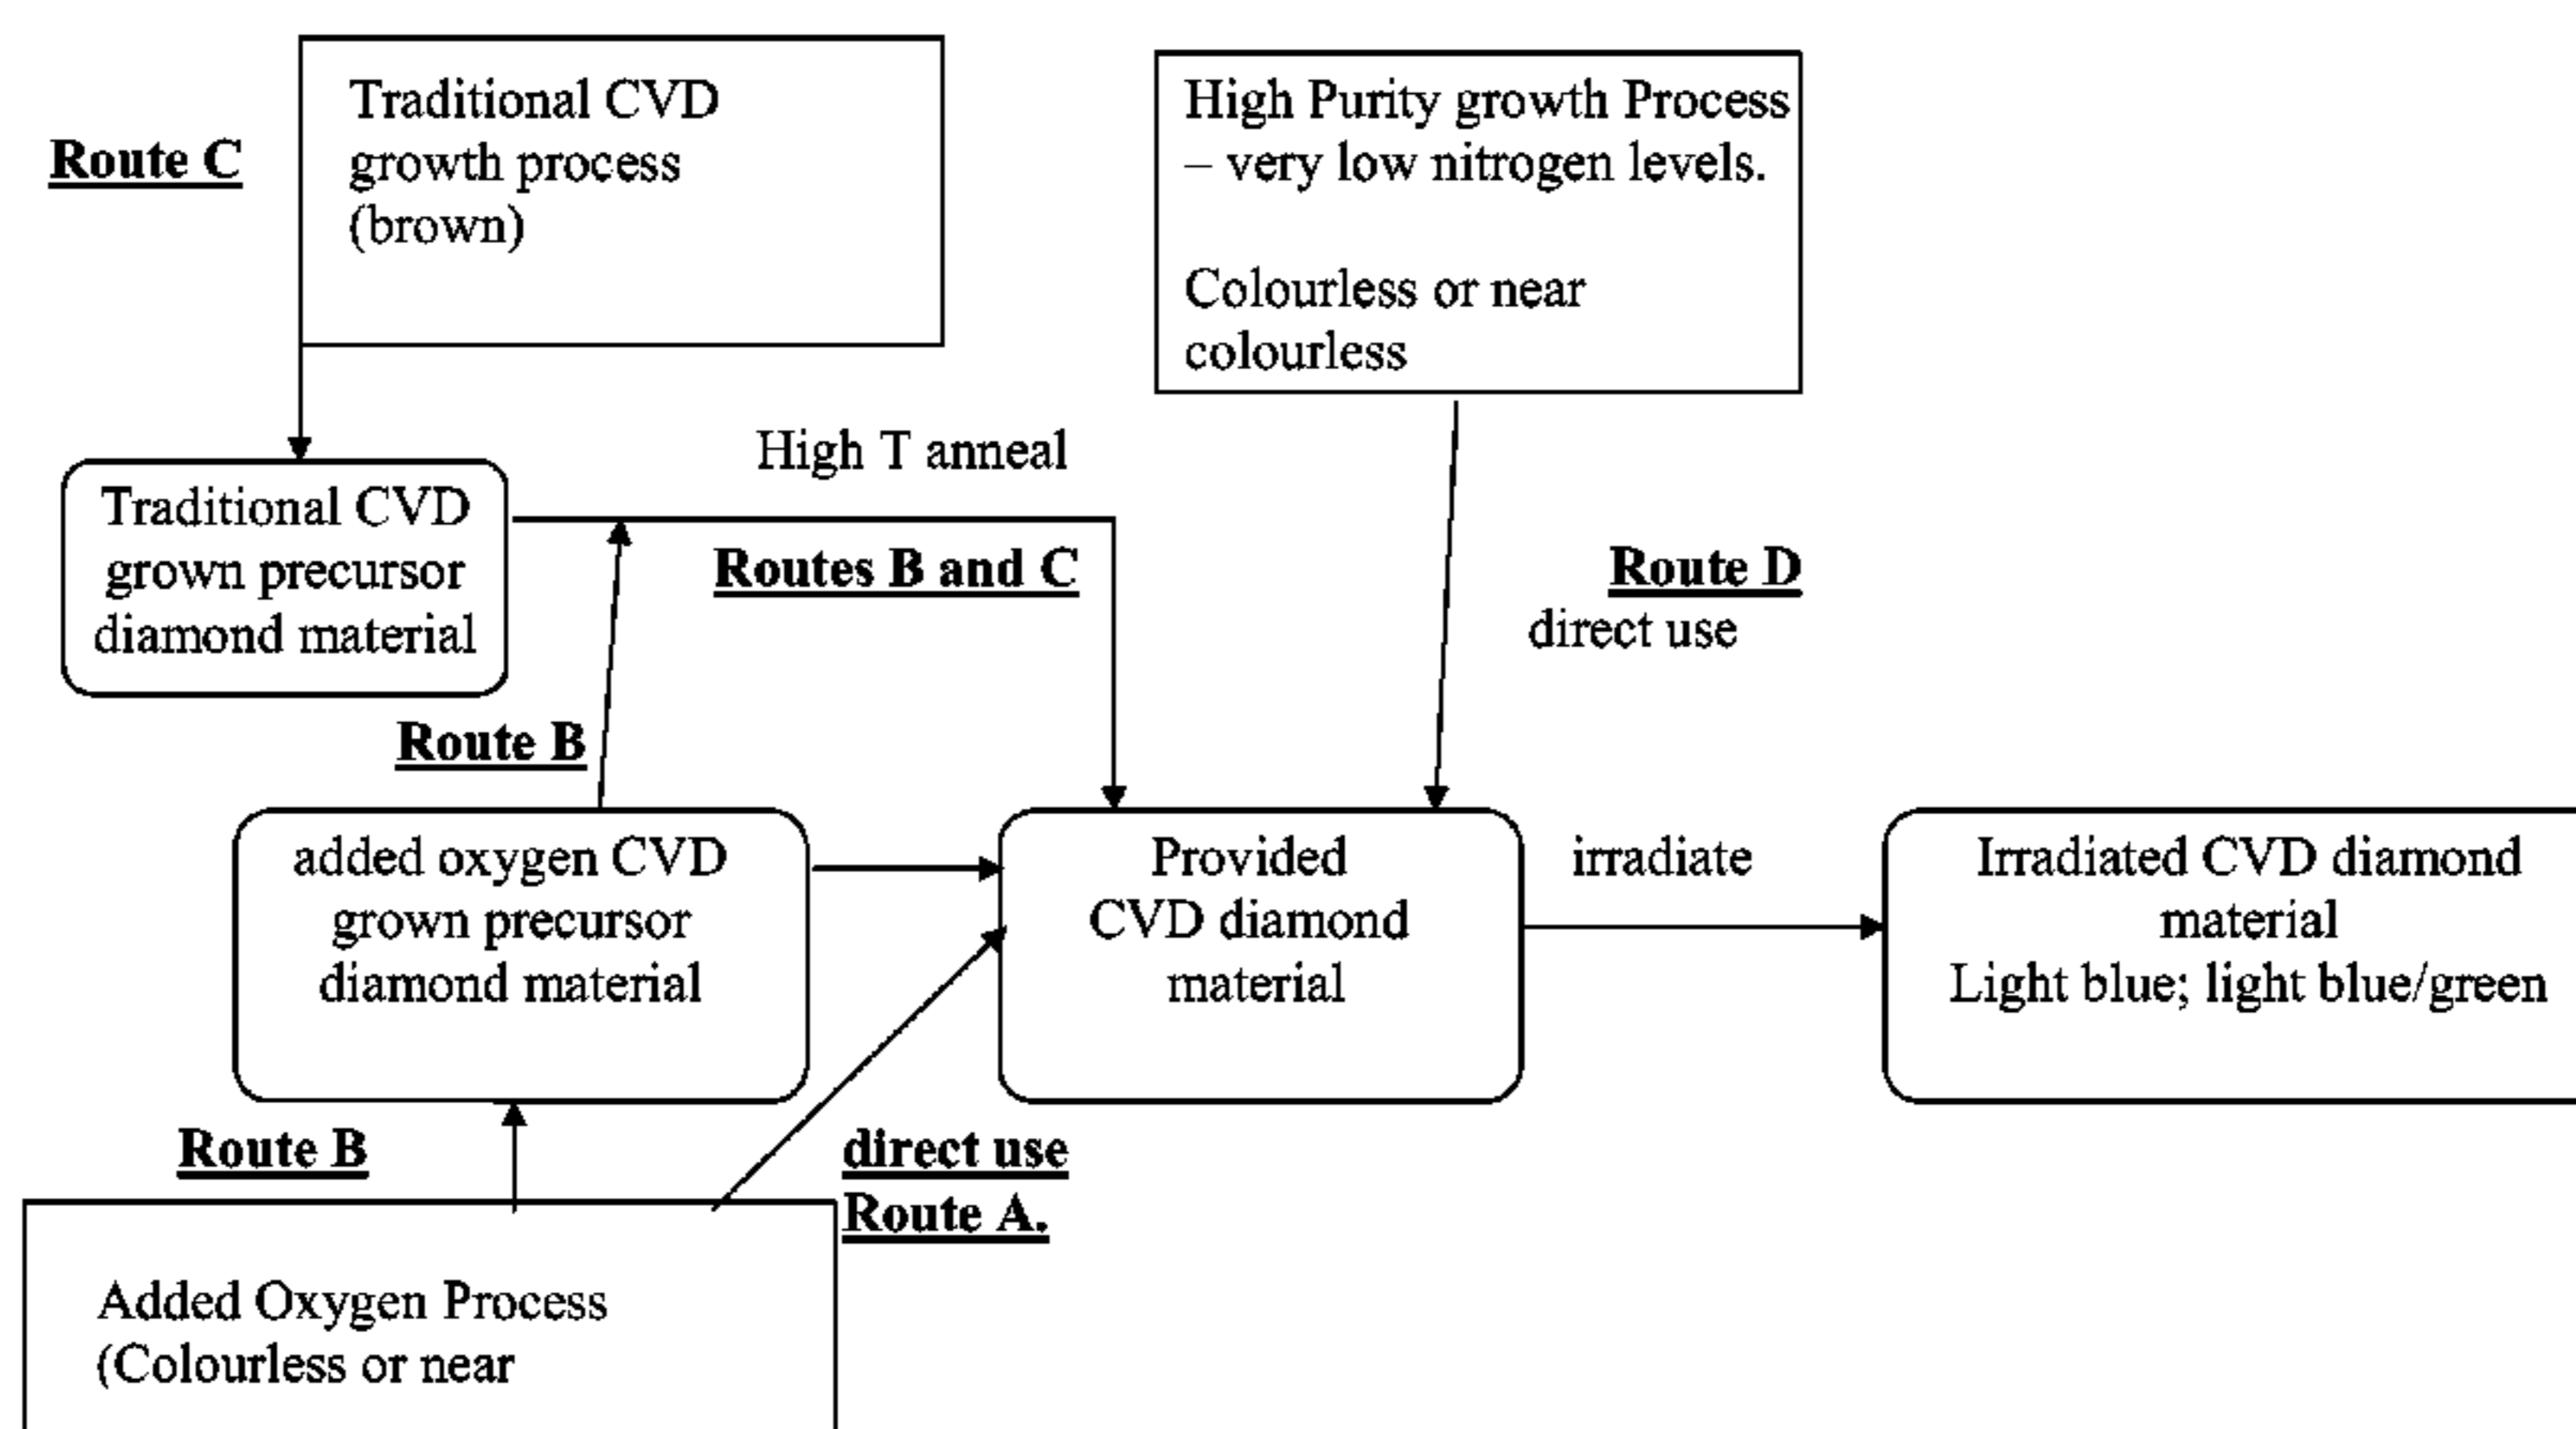 Route C
Traditional CVD
growth process
(brown)
High Purity growth Process
– very low nitrogen levels.
Colourless or near
colourless
High T anneal
Traditional CVD
grown precursor
diamond material
Routes B and C
Route D
direct use
Route B
added oxygen CVD
grown precursor
diamond material
Provided
CVD diamond
material
irradiate
Irradiated CVD diamond
material
Light blue; light blue/green
Route B
direct use
Route A.
Added Oxygen Process
(Colourless or near